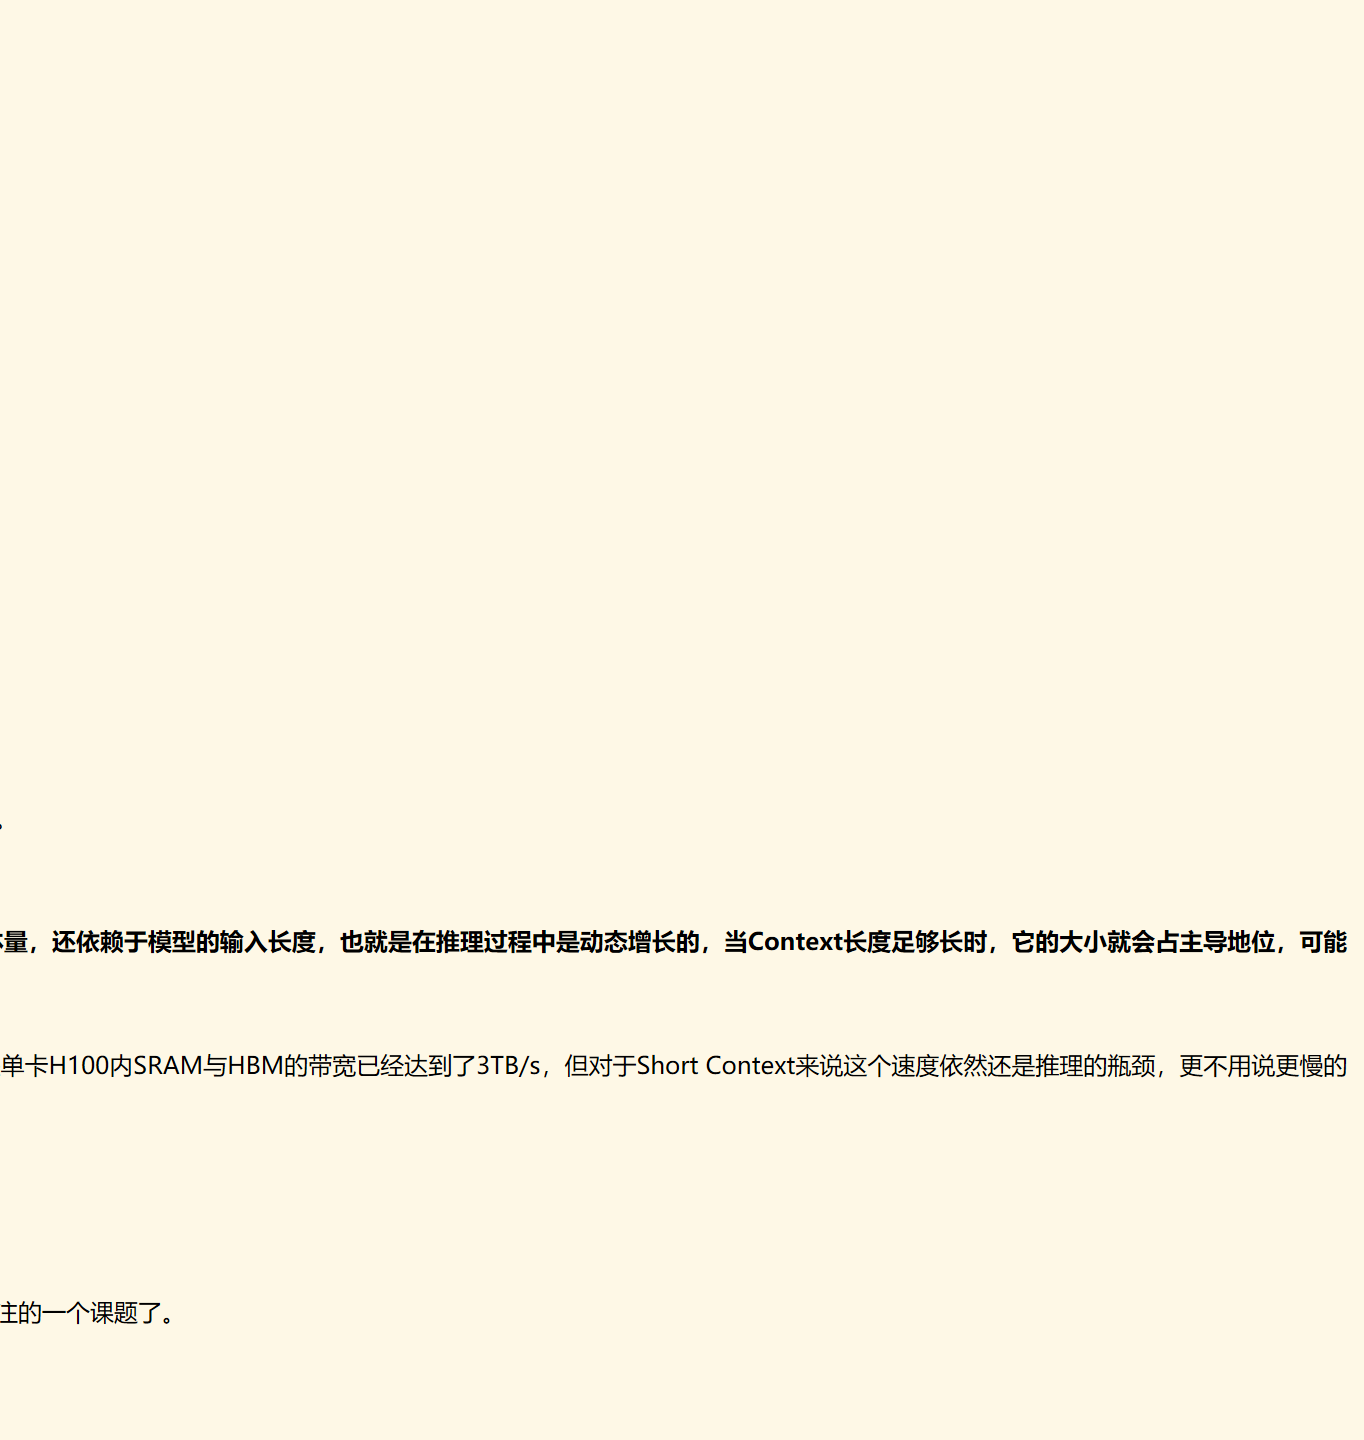 。
量，还依赖于模型的输入长度，也就是在推理过程中是动态增长的，当Context长度足够长时，它的大小就会占主导地位，可能
单卡H100内SRAM与HBM的带宽已经达到了3TB/s，但对于Short Context来说这个速度依然还是推理的瓶颈，更不用说更慢的
注的一个课题了。